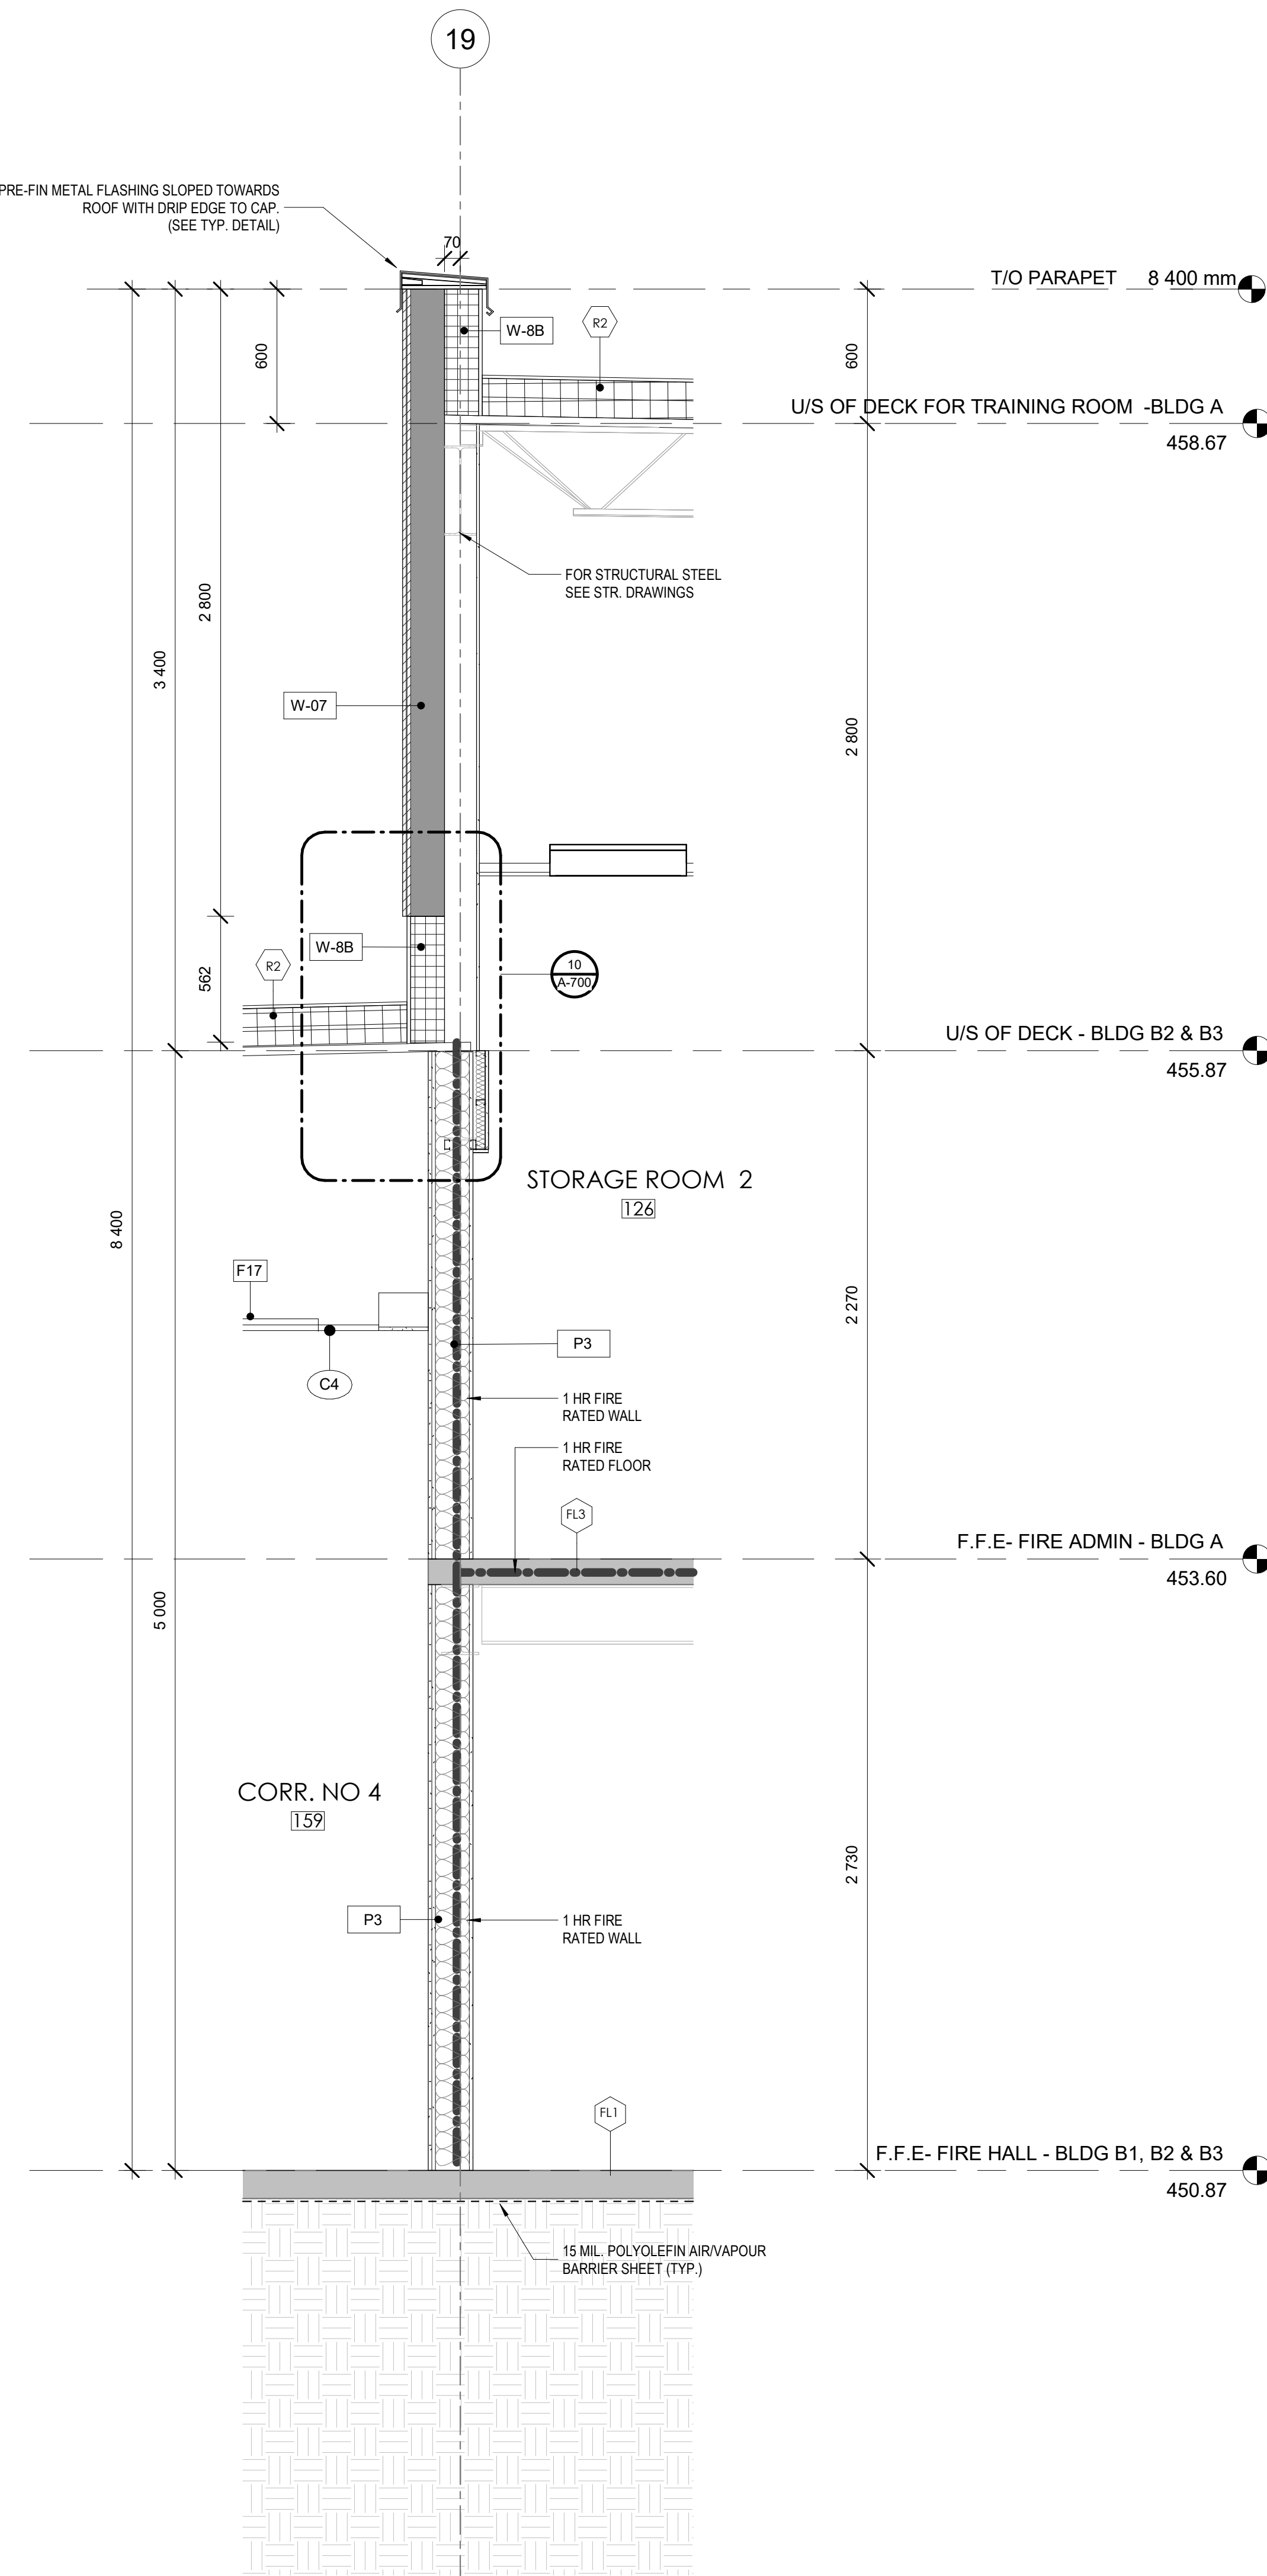 19
PRE-FIN METAL FLASHING SLOPED TOWARDS
ROOF WITH DRIP EDGE TO CAP.
(SEE TYP. DETAIL)
70
T/O PARAPET 8 400 mm
W-8B
R2
600
600
U/S OF DECK FOR TRAINING ROOM -BLDG A
458.67
FOR STRUCTURAL STEEL
SEE STR. DRAWINGS
2 800
3 400
W-07
2 800
W-8B
R2
562
10
A-700
U/S OF DECK - BLDG B2 & B3
455.87
STORAGE ROOM 2
126
8 400
F17
2 270
P3
C4
1 HR FIRE
RATED WALL
1 HR FIRE
RATED FLOOR
FL3
F.F.E- FIRE ADMIN - BLDG A
453.60
5 000
CORR. NO 4
159
2 730
P3
1 HR FIRE
RATED WALL
FL1
F.F.E- FIRE HALL - BLDG B1, B2 & B3
450.87
15 MIL. POLYOLEFIN AIR/VAPOUR
BARRIER SHEET (TYP.)